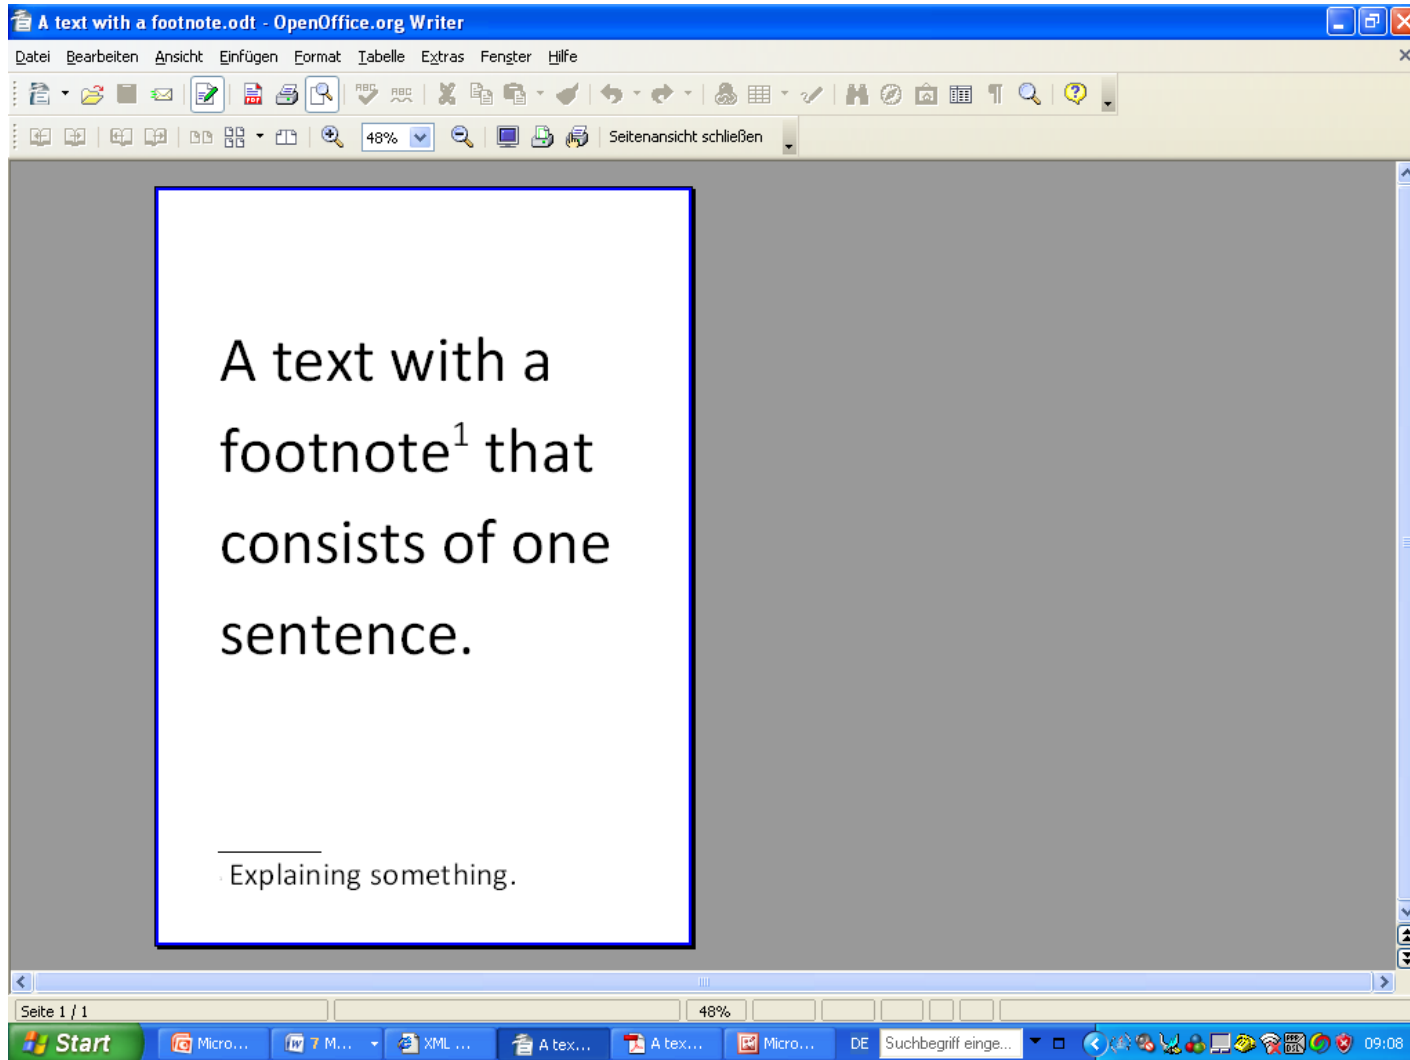 A text with a footnote.odt - OpenOffice.org Writer
Datei Bearbeiten Ansicht Einfügen Format Tabelle Extras Fenster Hilfe
48% Seitenansicht schließen
A text with a
footnote1 that
consists of one
sentence.
Explaining something.
Seite 1 / 1 48%
Start Micro... 7 M... XML ... A tex... A tex... Micro... DE Suchbegriff einge... 09:08